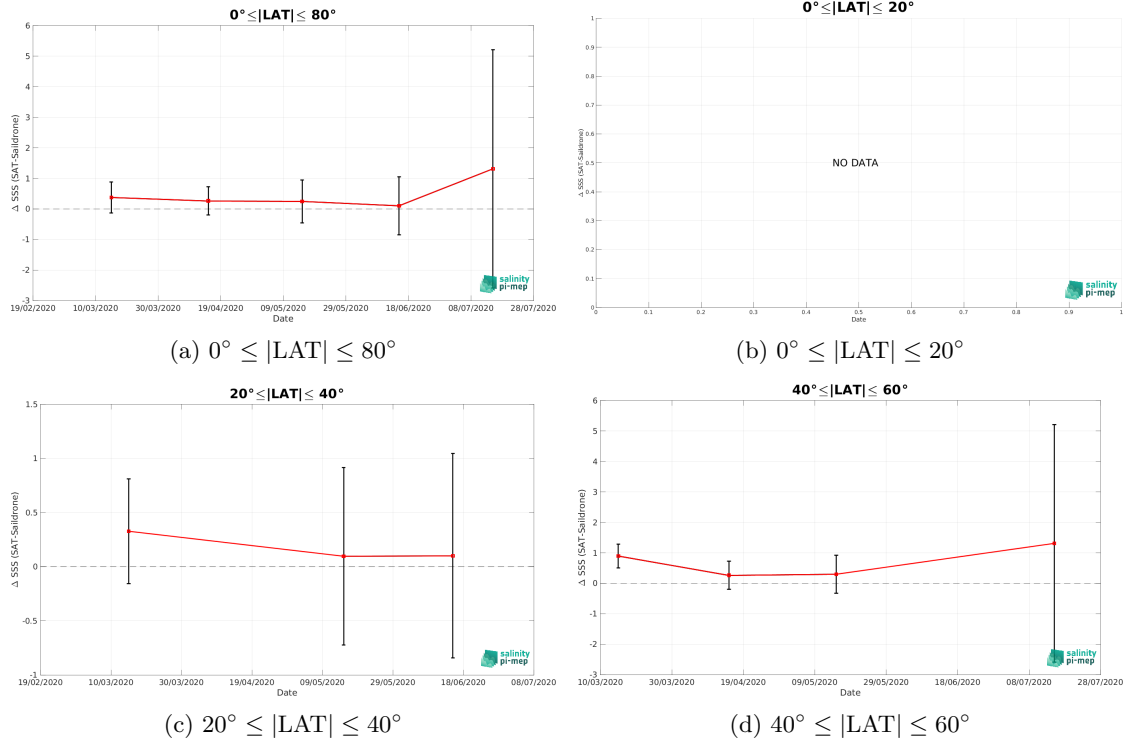 0°≤|LAT|≤ 80°
6
5
4
3
2
1
0
-1
-2
-3
Δ SSS (SAT-Saildrone)
19/02/2020 10/03/2020 30/03/2020 19/04/2020 09/05/2020 29/05/2020 18/06/2020 08/07/2020 28/07/2020
Date
salinity
pi-mep
(a) 0° ≤ |LAT| ≤ 80°
0°≤|LAT|≤ 20°
1
0.9
0.8
0.7
0.6
0.5
0.4
0.3
0.2
0.1
0
Δ SSS (SAT-Saildrone)
NO DATA
0 0.1 0.2 0.3 0.4 0.5 0.6 0.7 0.8 0.9 1
Date
salinity
pi-mep
(b) 0° ≤ |LAT| ≤ 20°
20°≤|LAT|≤ 40°
1.5
1
0.5
0
-0.5
-1
Δ SSS (SAT-Saildrone)
19/02/2020 10/03/2020 30/03/2020 19/04/2020 09/05/2020 29/05/2020 18/06/2020 08/07/2020
Date
salinity
pi-mep
(c) 20° ≤ |LAT| ≤ 40°
40°≤|LAT|≤ 60°
6
5
4
3
2
1
0
-1
-2
-3
Δ SSS (SAT-Saildrone)
10/03/2020 30/03/2020 19/04/2020 09/05/2020 29/05/2020 18/06/2020 08/07/2020 28/07/2020
Date
salinity
pi-mep
(d) 40° ≤ |LAT| ≤ 60°